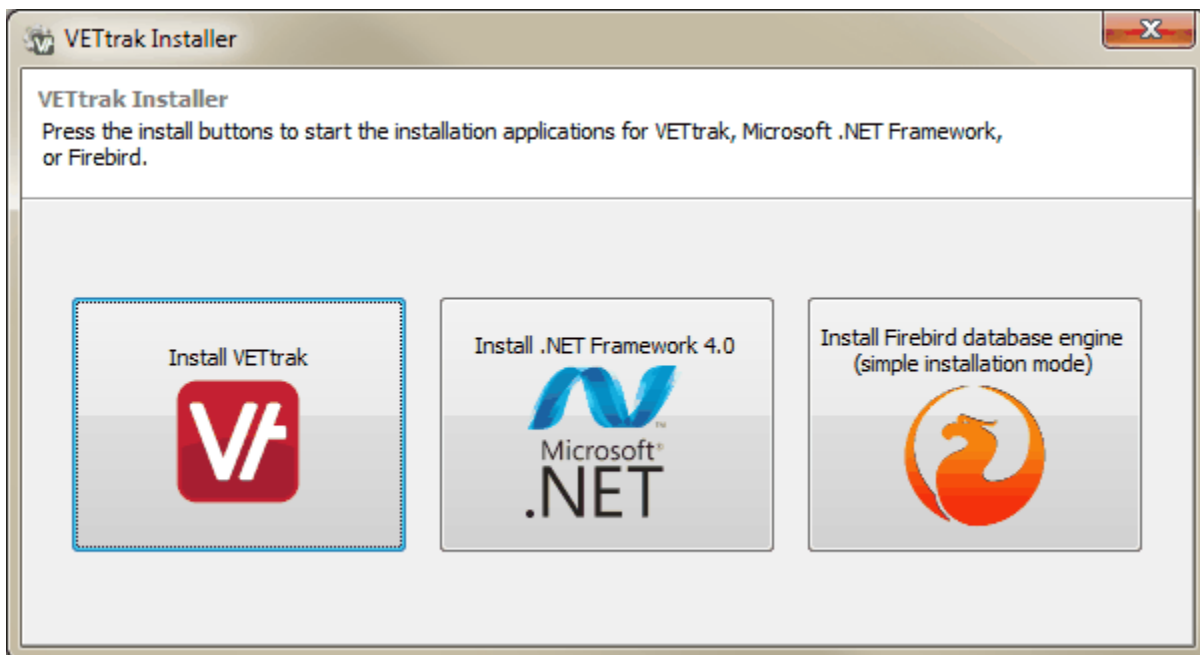 VETtrak Installer
VETtrak Installer
Press the install buttons to start the installation applications for VETtrak, Microsoft .NET Framework,
or Firebird.
Install VETtrak
Install .NET Framework 4.0
Microsoft®
.NET
Install Firebird database engine
(simple installation mode)